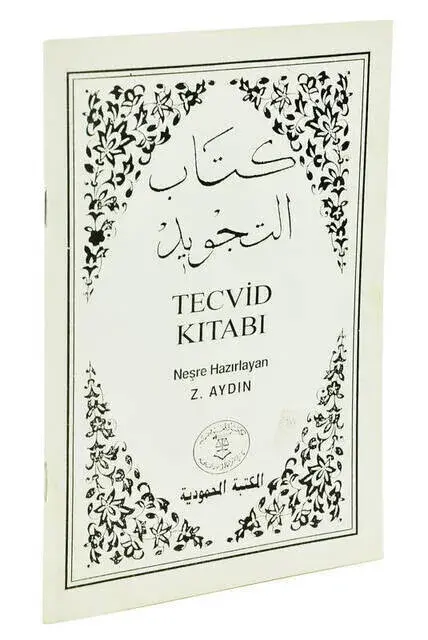 كتاب
التجويد
TECVİD
KITABI
Neşre Hazırlayan
Z. AYDIN
المكتبة المحمودية